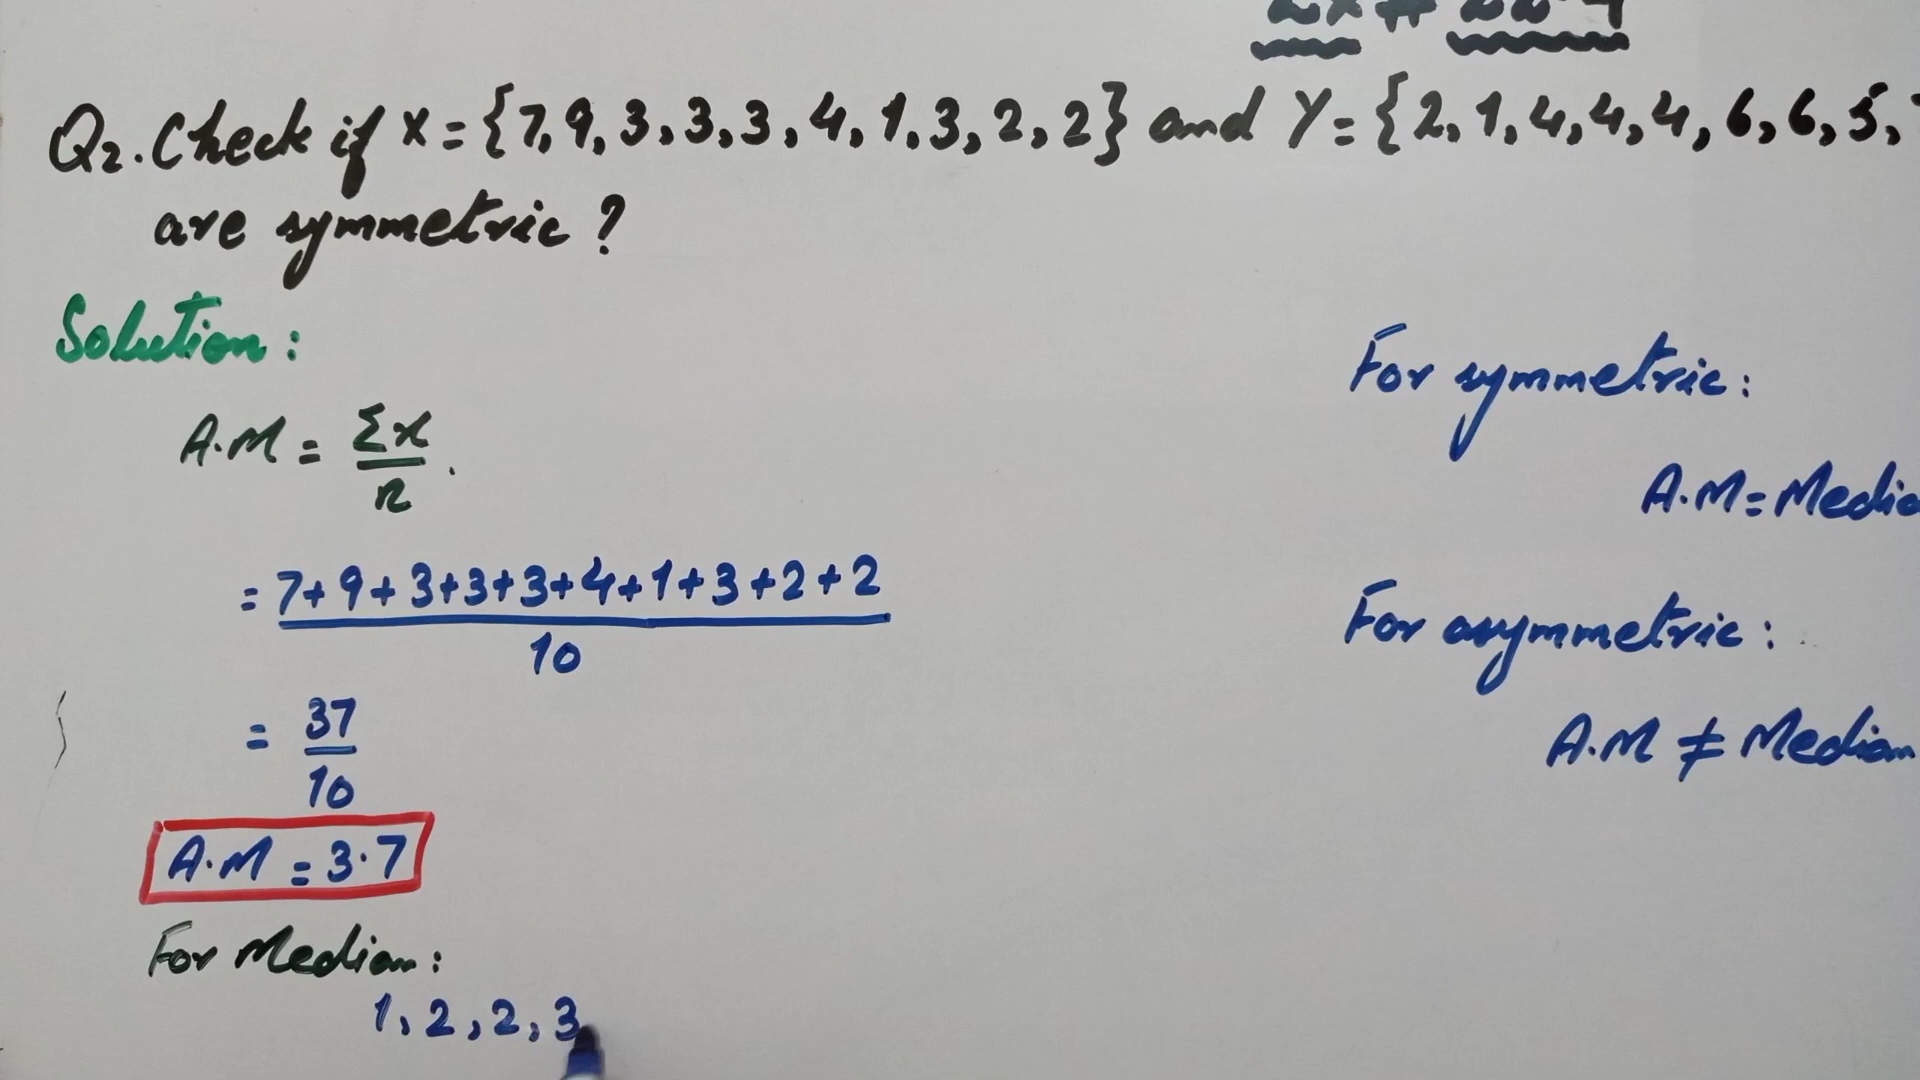 Q2. Check if X = {7, 9, 3, 3, 3, 4, 1, 3, 2, 2} and Y = {2, 1, 4, 4, 4, 6, 6, 5,
are symmetric ?
Solution :
A.M = Σx / n .
= 7+9+3+3+3+4+1+3+2+2 / 10
= 37 / 10
A.M = 3.7
For Median :
1, 2, 2, 3
For symmetric :
A.M = Media
For asymmetric :
A.M ≠ Median